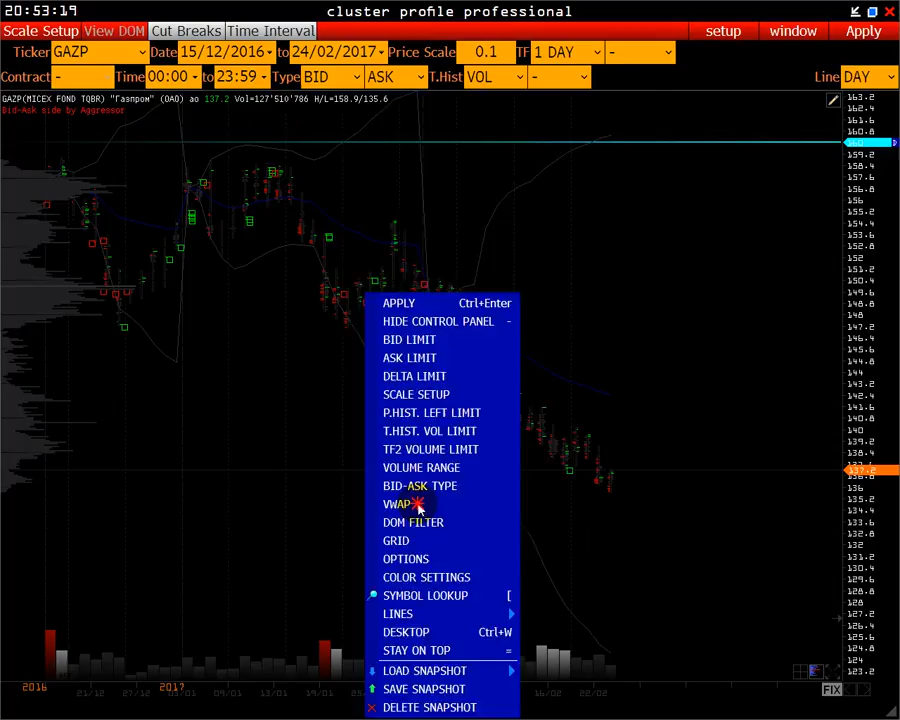 20:53:19
cluster profile professional
Scale Setup View DOM Cut Breaks Time Interval
setup window Apply
Ticker GAZP Date 15/12/2016 to 24/02/2017 Price Scale 0.1 TF 1 DAY -
Contract - Time 00:00 to 23:59 Type BID ASK T.Hist VOL - Line DAY
GAZP(MICEX FOND TQBR) "Газпром" (ОАО) ао 137.2 Vol=127'510'786 H/L=158.9/135.6
Bid-Ask side by Aggressor
163.2
162.4
161.6
160.8
160
159.2
158.4
157.6
156.8
156
155.2
154.4
153.6
152.8
152
151.2
150.4
149.6
148.8
148
147.2
146.4
145.6
144.8
144
143.2
142.4
141.6
140.8
140
139.2
138.4
137.2
136
135.2
134.4
133.6
132.8
132
131.2
130.4
129.6
128.8
128
127.2
126.4
125.6
124.8
124
123.2
APPLY Ctrl+Enter
HIDE CONTROL PANEL -
BID LIMIT
ASK LIMIT
DELTA LIMIT
SCALE SETUP
P.HIST. LEFT LIMIT
T.HIST. VOL LIMIT
TF2 VOLUME LIMIT
VOLUME RANGE
BID-ASK TYPE
VWAP
DOM FILTER
GRID
OPTIONS
COLOR SETTINGS
SYMBOL LOOKUP [
LINES
DESKTOP Ctrl+W
STAY ON TOP =
LOAD SNAPSHOT
SAVE SNAPSHOT
DELETE SNAPSHOT
2016 21/12 27/12 2017 09/01 13/01 19/01 16/02 22/02
FIX